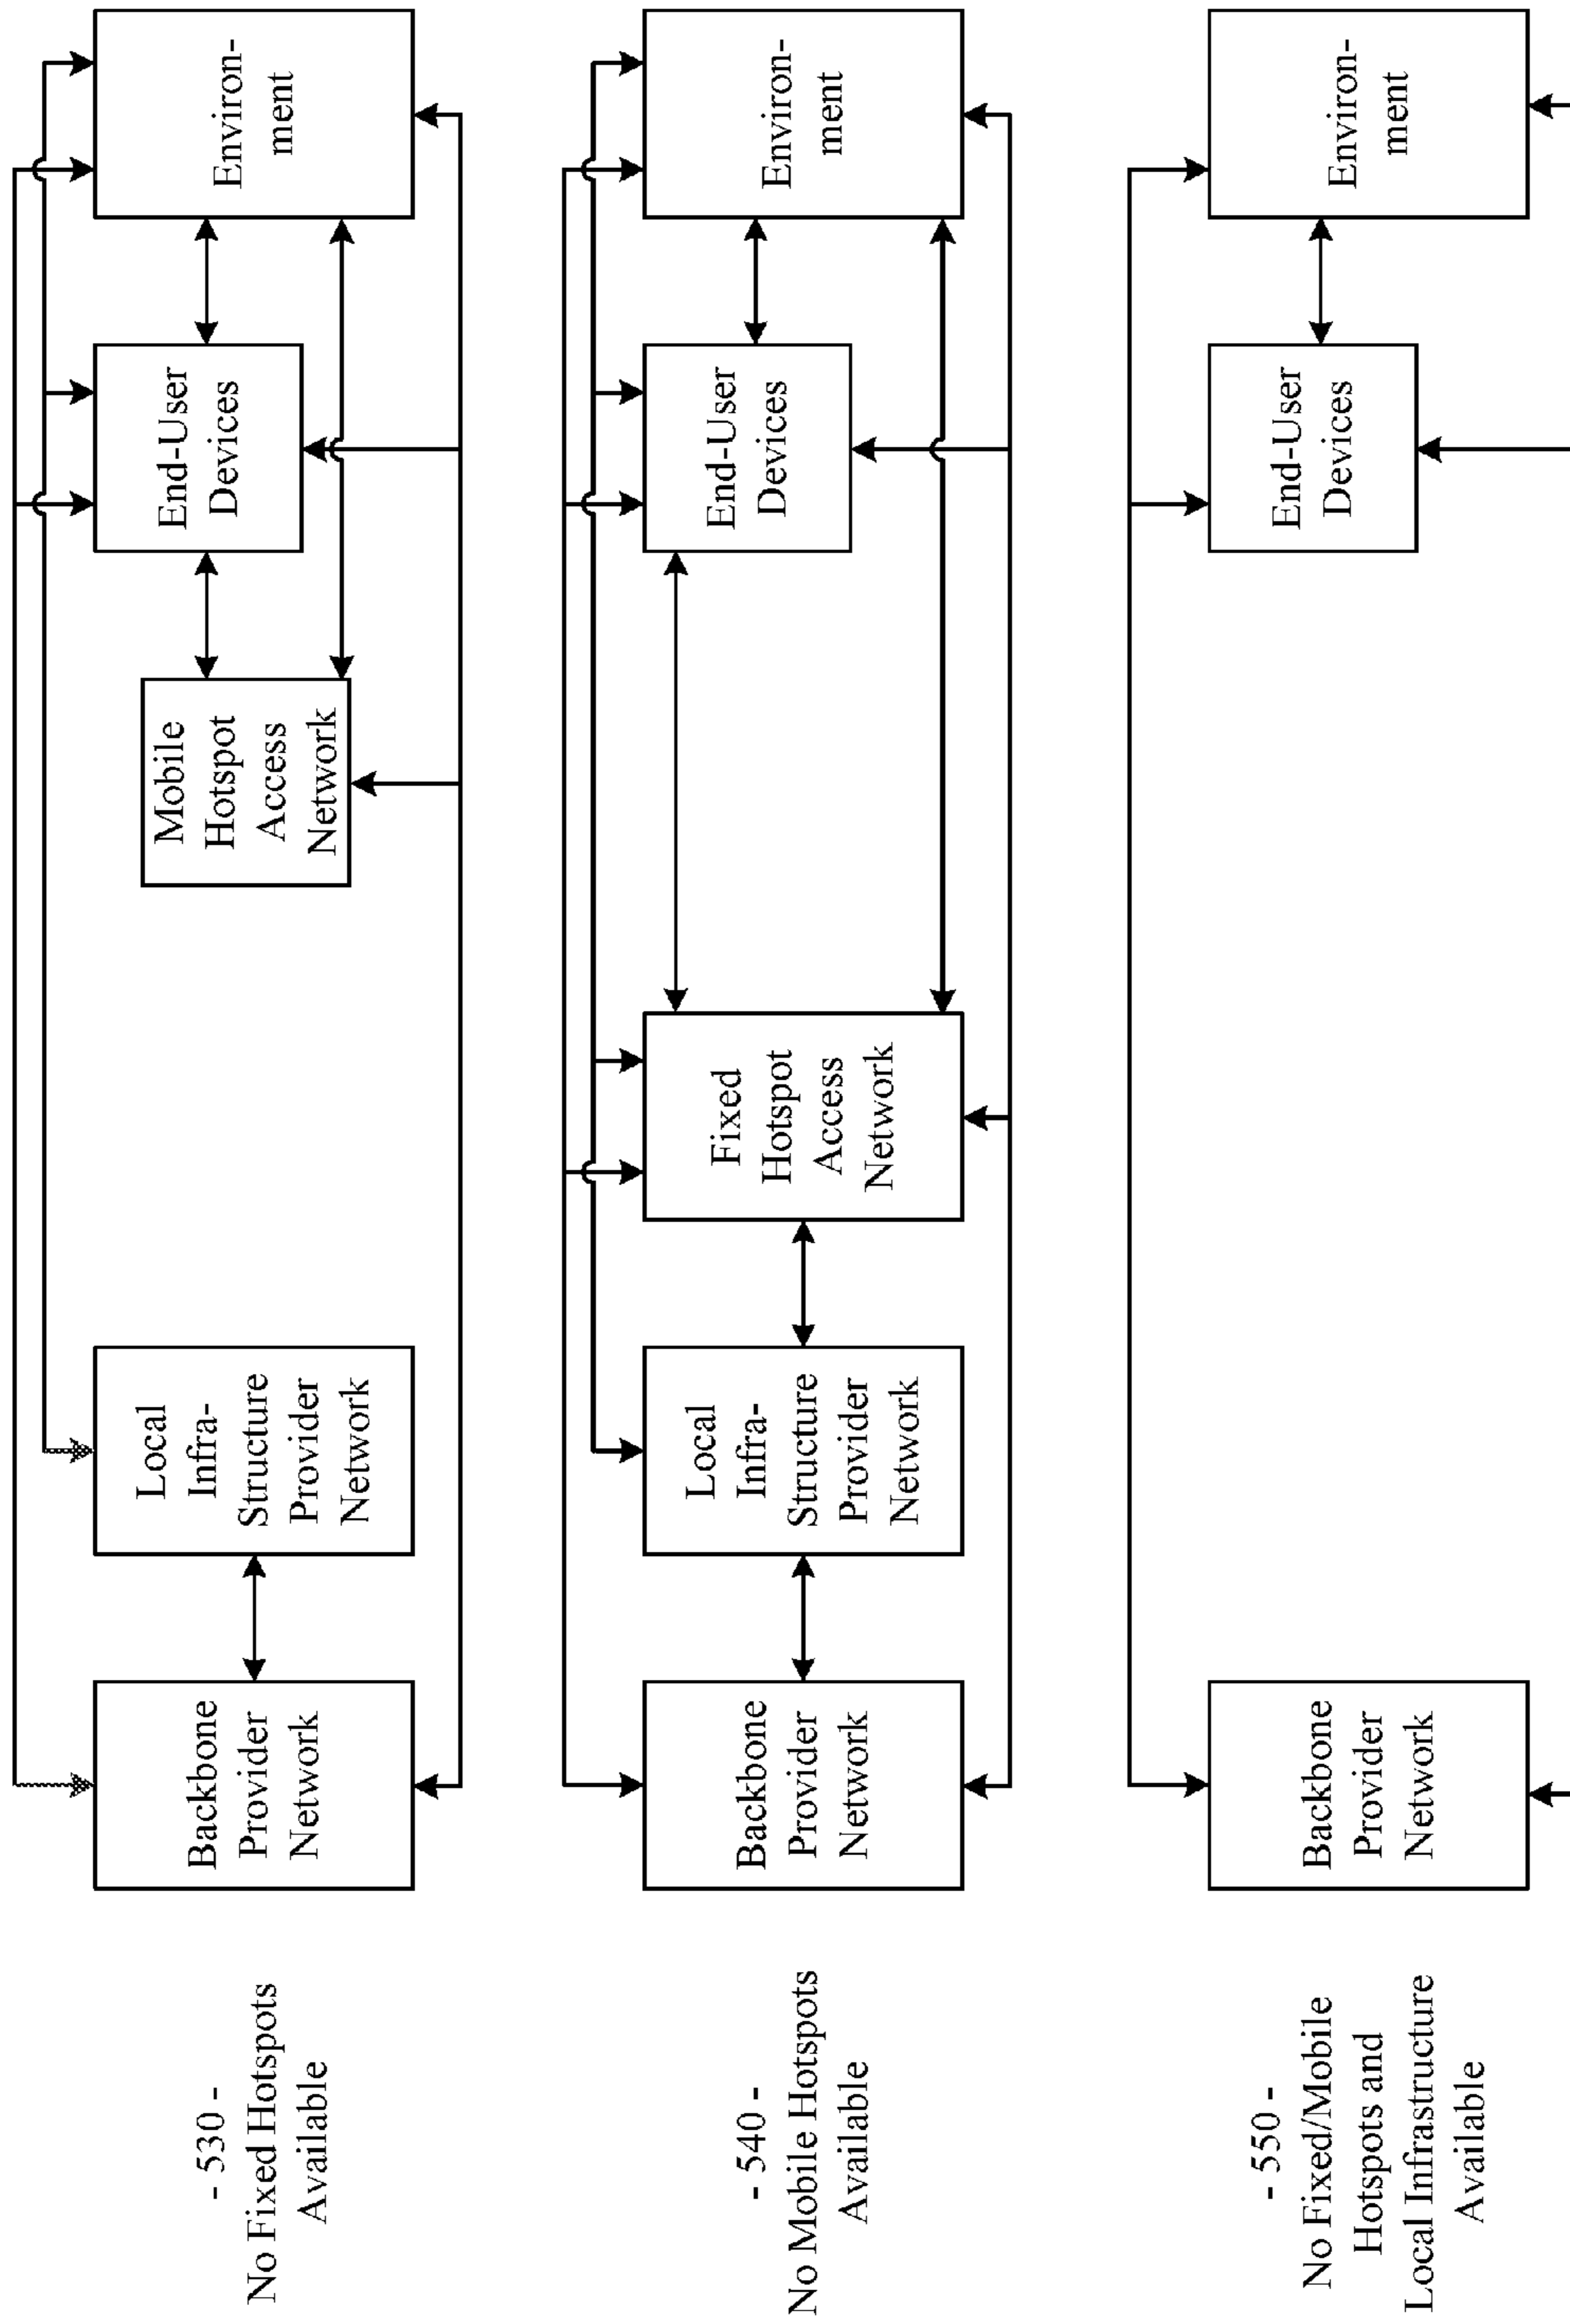 - 530 -
No Fixed Hotspots
Available
Backbone
Provider
Network
Local
Infra-
Structure
Provider
Network
Mobile
Hotspot
Access
Network
End-User
Devices
Environ-
ment
- 540 -
No Mobile Hotspots
Available
Backbone
Provider
Network
Local
Infra-
Structure
Provider
Network
Fixed
Hotspot
Access
Network
End-User
Devices
Environ-
ment
- 550 -
No Fixed/Mobile
Hotspots and
Local Infrastructure
Available
Backbone
Provider
Network
End-User
Devices
Environ-
ment